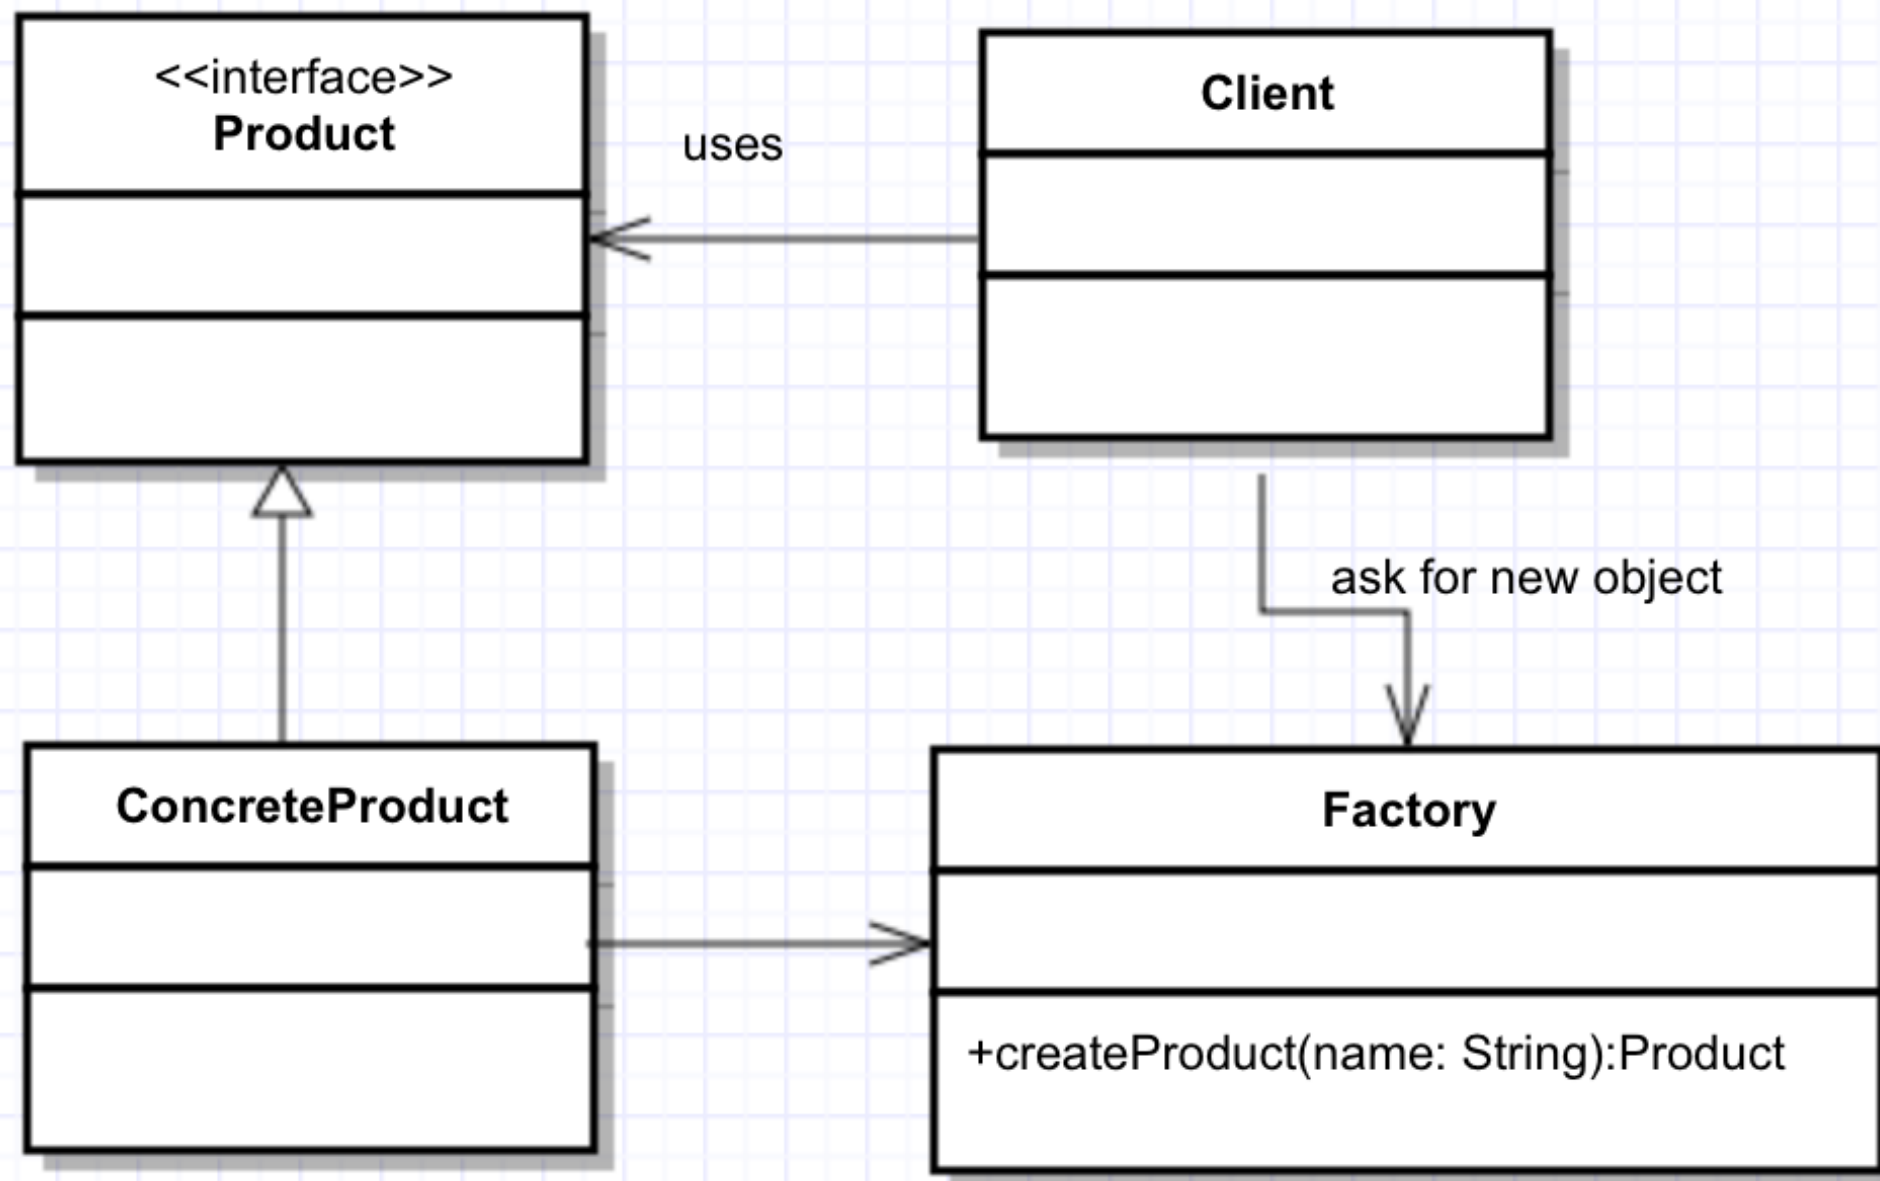 <<interface>>
Product
uses
Client
ask for new object
ConcreteProduct
Factory
+createProduct(name: String):Product